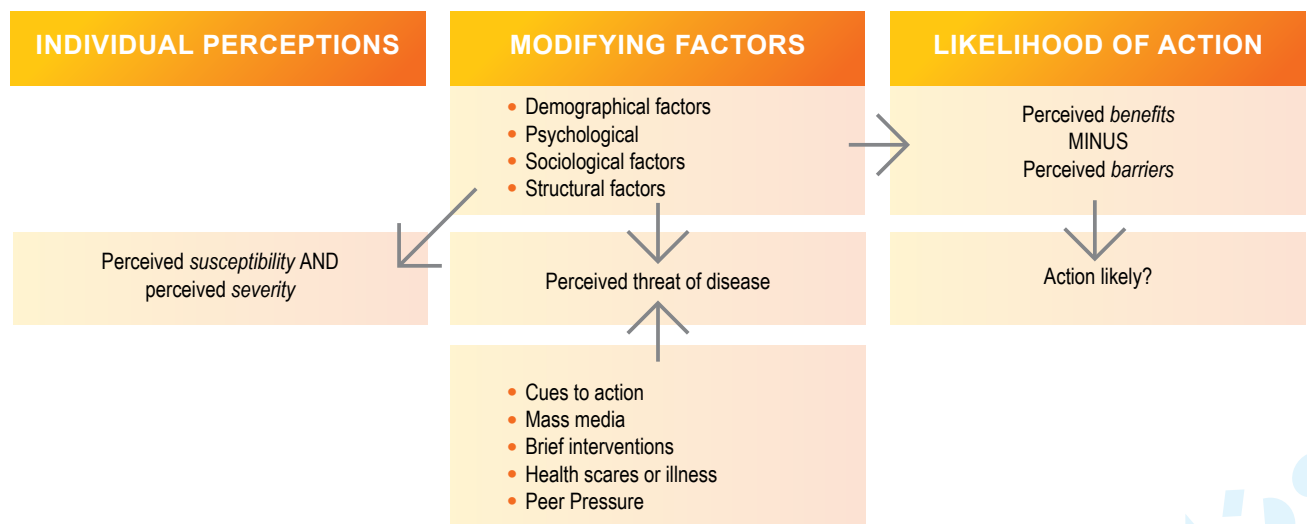 INDIVIDUAL PERCEPTIONS
MODIFYING FACTORS
LIKELIHOOD OF ACTION
• Demographical factors
• Psychological
• Sociological factors
• Structural factors
Perceived benefits
MINUS
Perceived barriers
Perceived susceptibility AND
perceived severity
Perceived threat of disease
Action likely?
• Cues to action
• Mass media
• Brief interventions
• Health scares or illness
• Peer Pressure